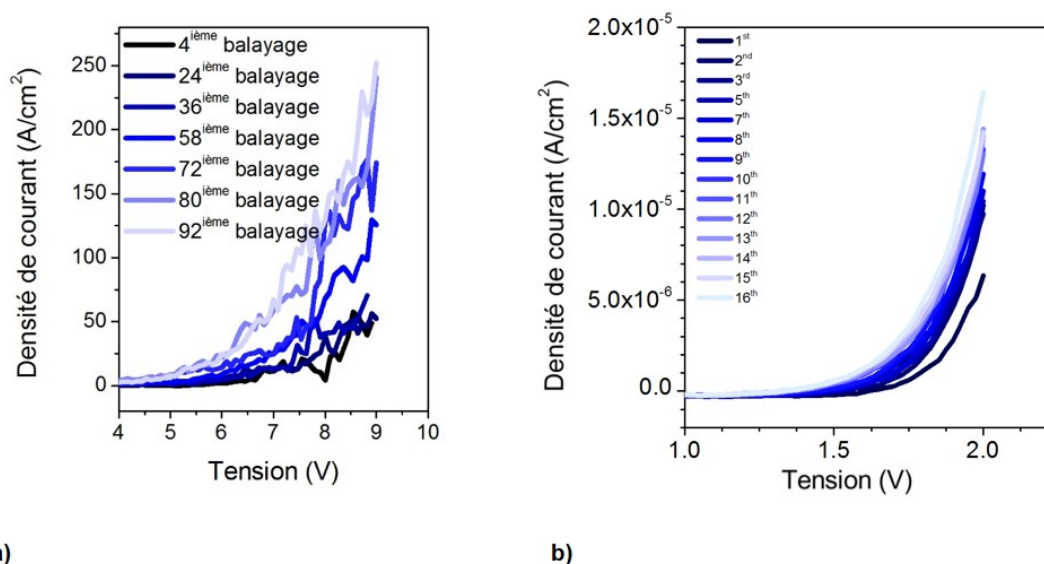 Densité de courant (A/cm²)
250
200
150
100
50
0
4ième balayage
24ième balayage
36ième balayage
58ième balayage
72ième balayage
80ième balayage
92ième balayage
4 5 6 7 8 9 10
Tension (V)
Densité de courant (A/cm²)
2.0x10⁻⁵
1.5x10⁻⁵
1.0x10⁻⁵
5.0x10⁻⁶
0.0
1st
2nd
3rd
5th
7th
8th
9th
10th
11th
12th
13th
14th
15th
16th
1.0 1.5 2.0
Tension (V)
b)